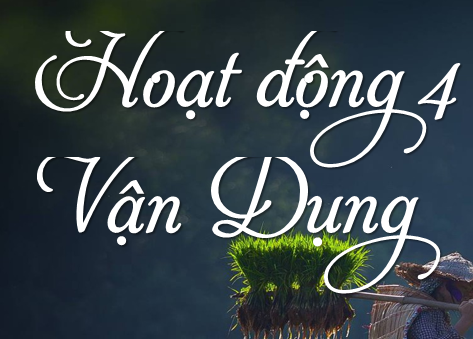 Hoạt động 4
Vận Dụng